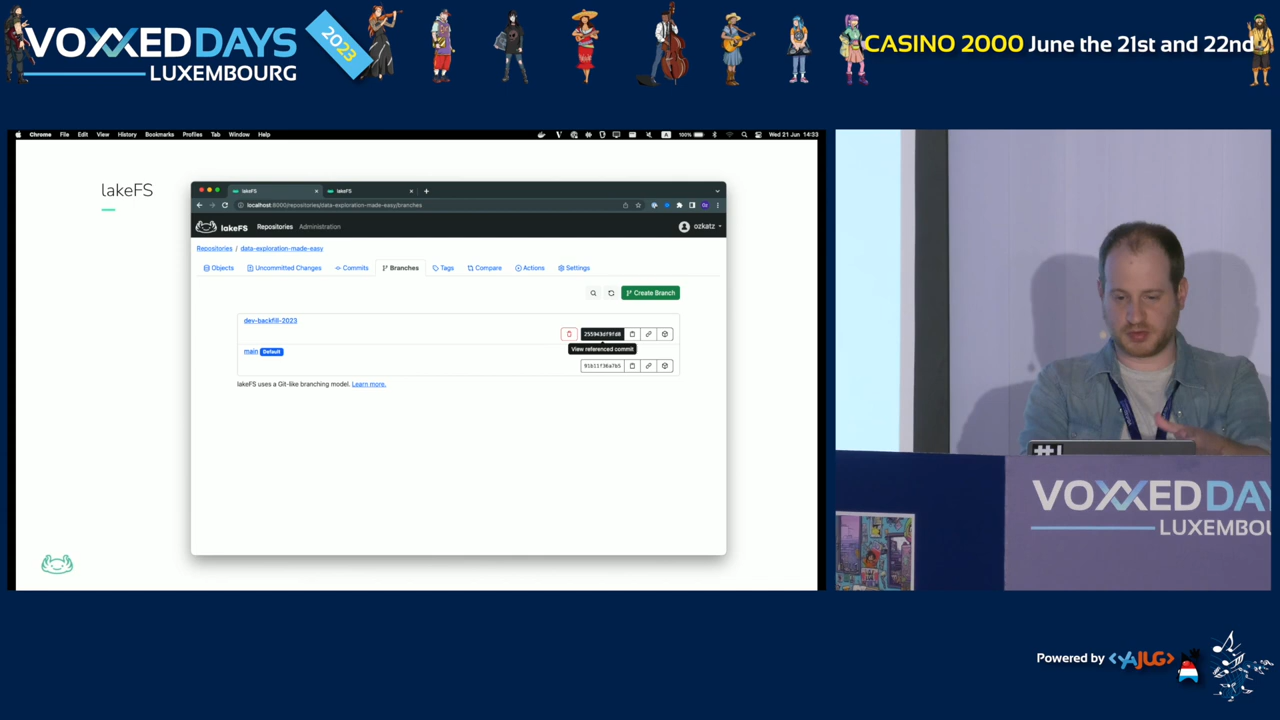 VOXXED DAYS
LUXEMBOURG
2023
CASINO 2000 June the 21st and 22nd
Chrome File Edit View History Bookmarks Profiles Tab Window Help
100% Wed 21 Jun 14:33
lakeFS
lakeFS
lakeFS
localhost:8000/repositories/data-exploration-made-easy/branches
lakeFS Repositories Administration ozkatz
Repositories / data-exploration-made-easy
Objects Uncommitted Changes Commits Branches Tags Compare Actions Settings
Create Branch
dev-backfill-2023
255943df9fd8
View referenced commit
main Default
91b11f36a7b5
lakeFS uses a Git-like branching model. Learn more.
VOXXED DAY
LUXEMBOU
Powered by <YAJUG>